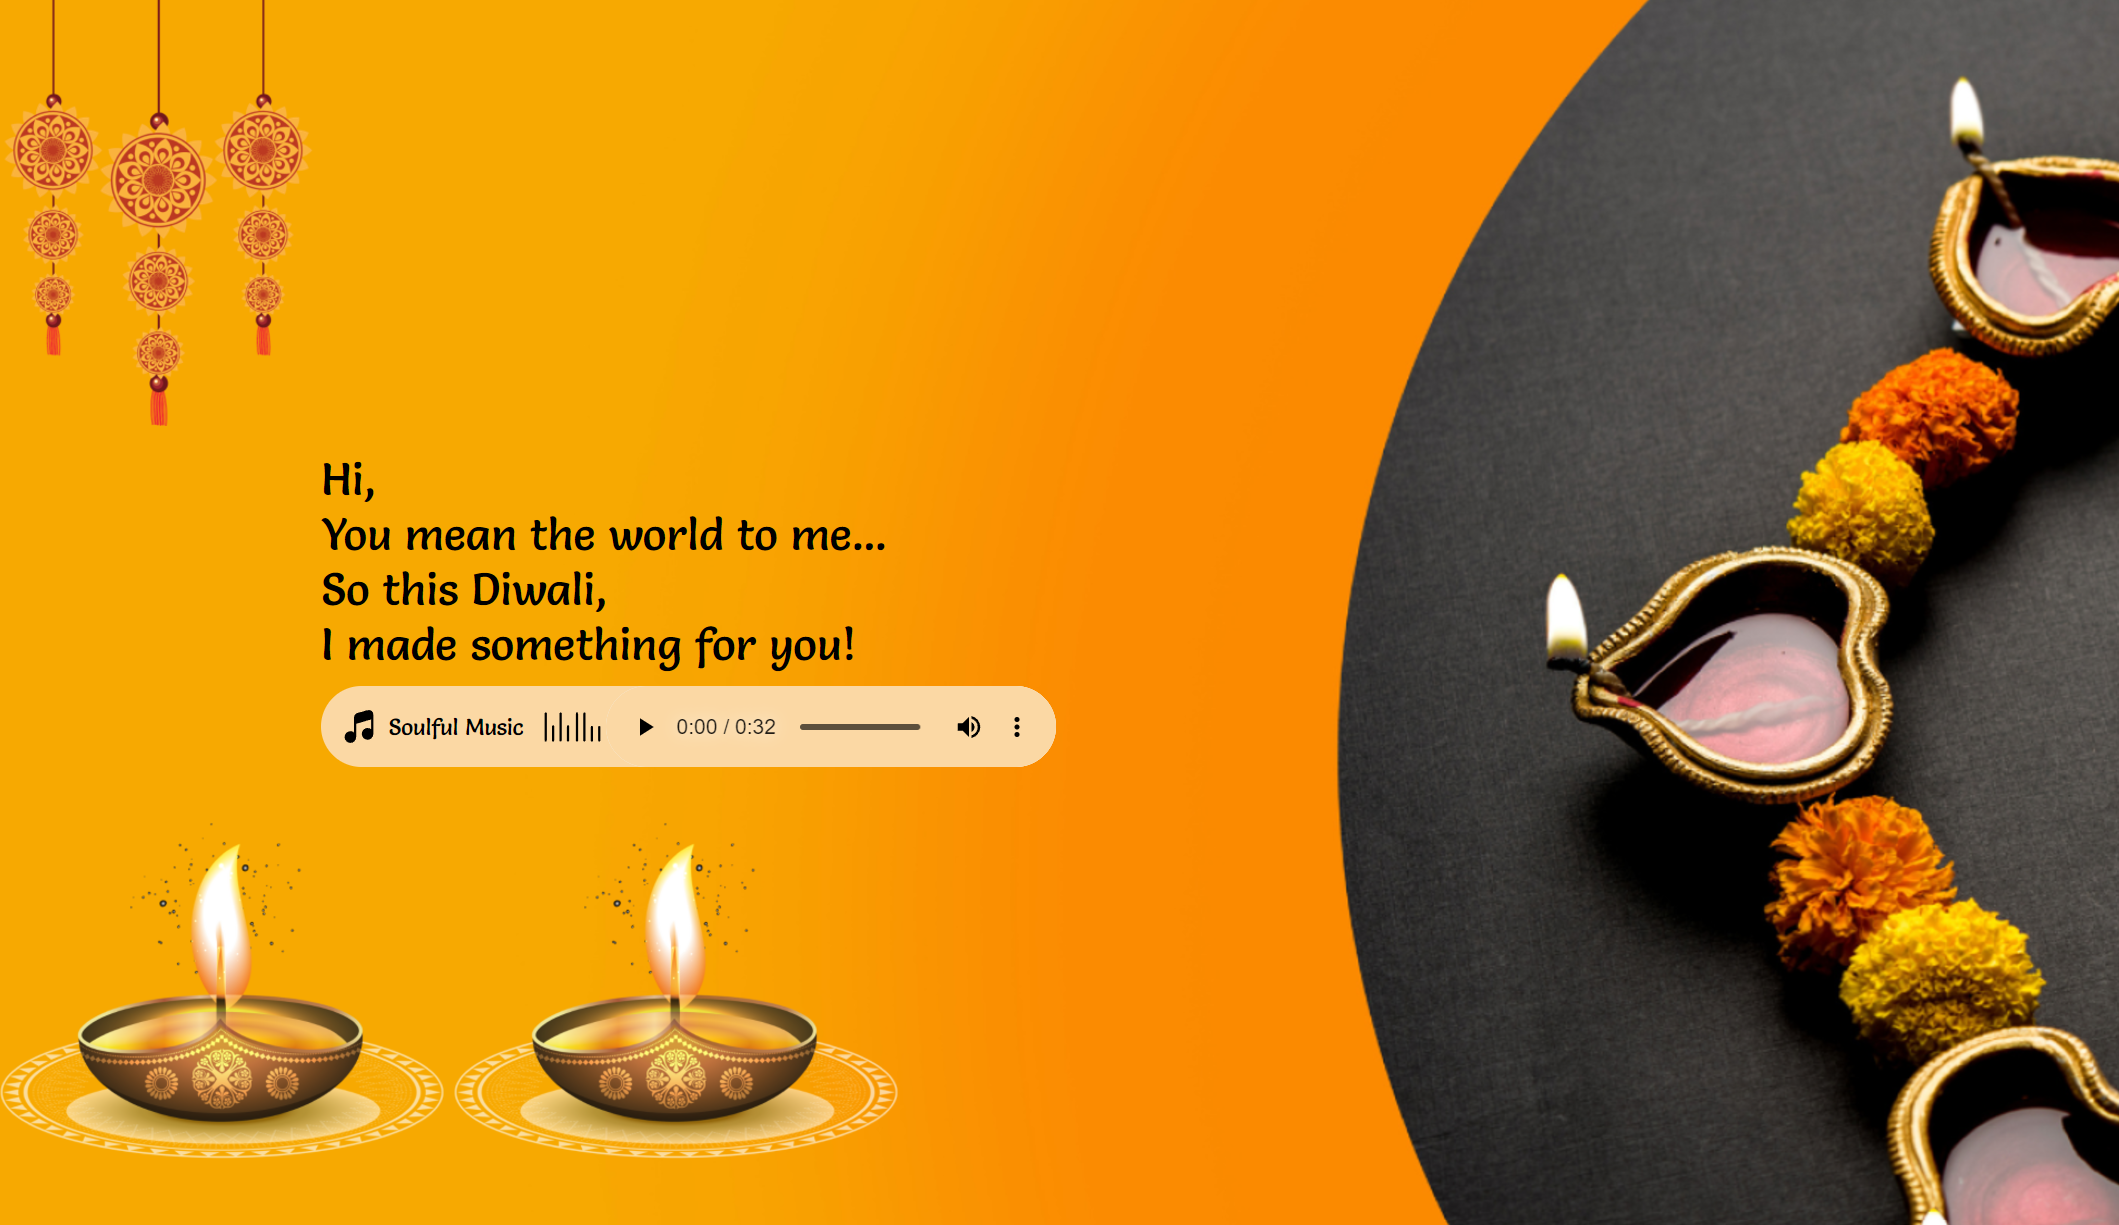 Hi,
You mean the world to me...
So this Diwali,
I made something for you!
Soulful Music 0:00 / 0:32